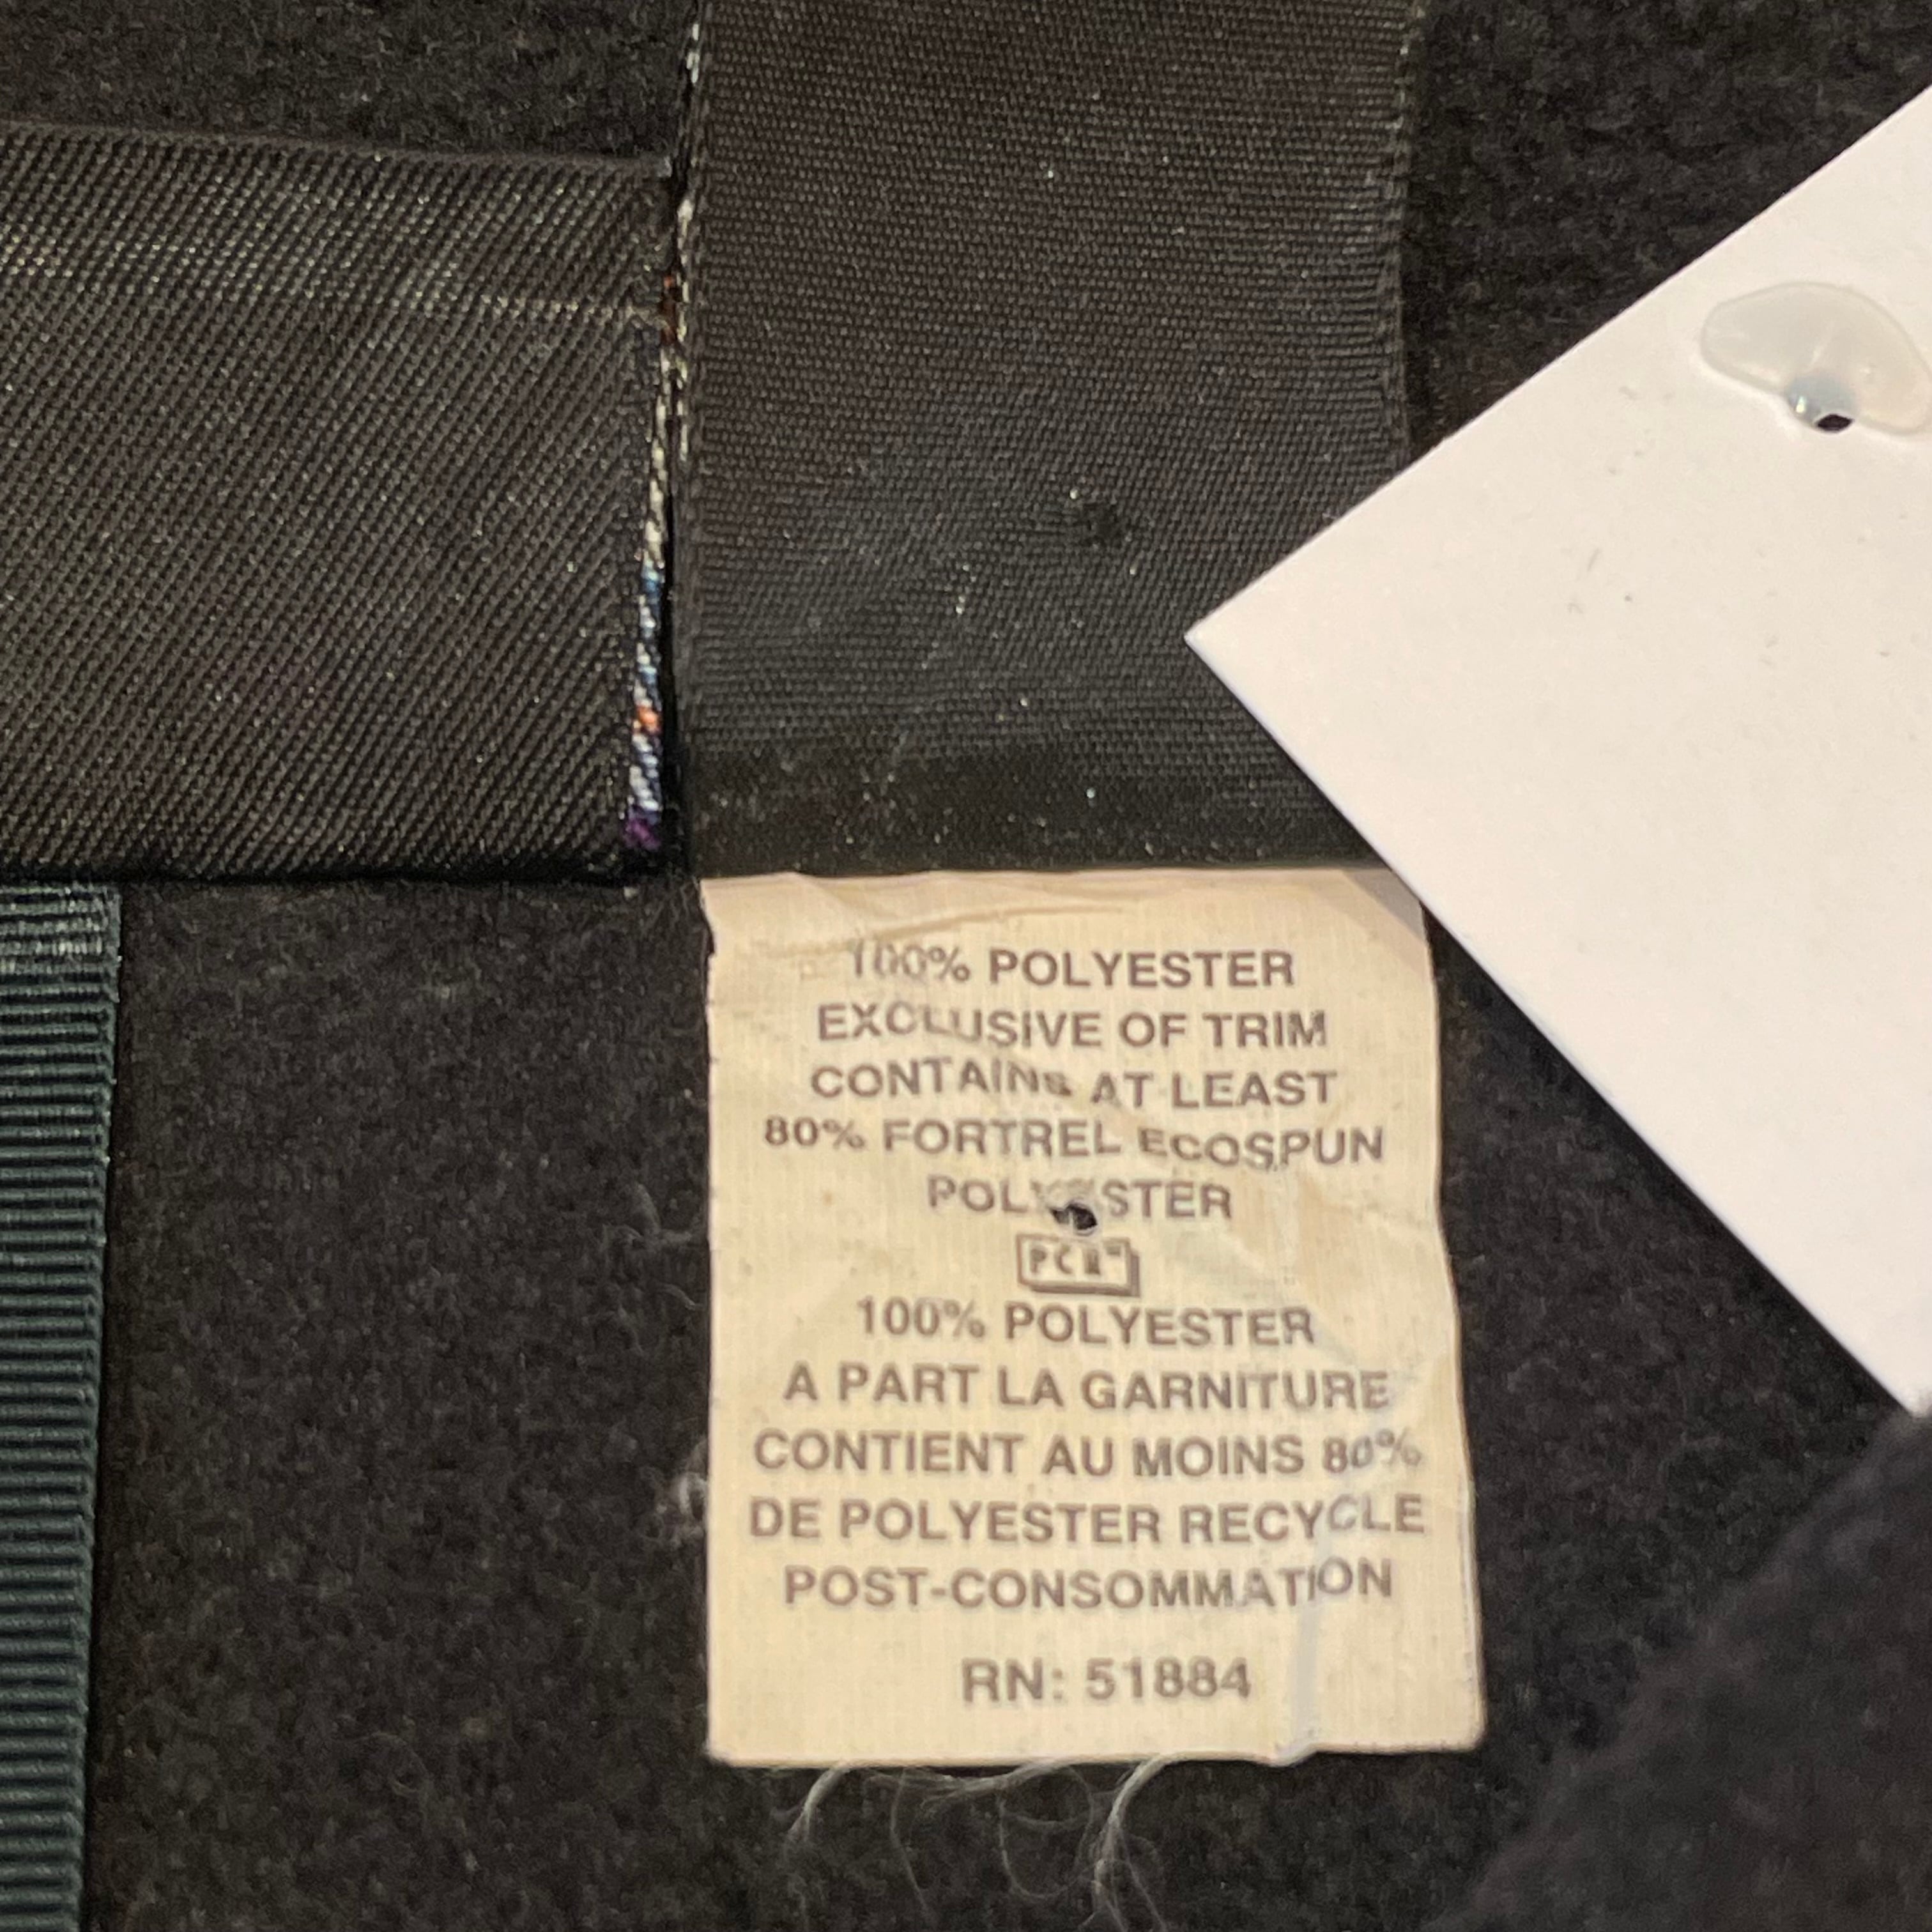 100% POLYESTER
EXCLUSIVE OF TRIM
CONTAINS AT LEAST
80% FORTREL ECOSPUN
POLYESTER
PCR™
100% POLYESTER
A PART LA GARNITURE
CONTIENT AU MOINS 80%
DE POLYESTER RECYCLE
POST-CONSOMMATION
RN: 51884